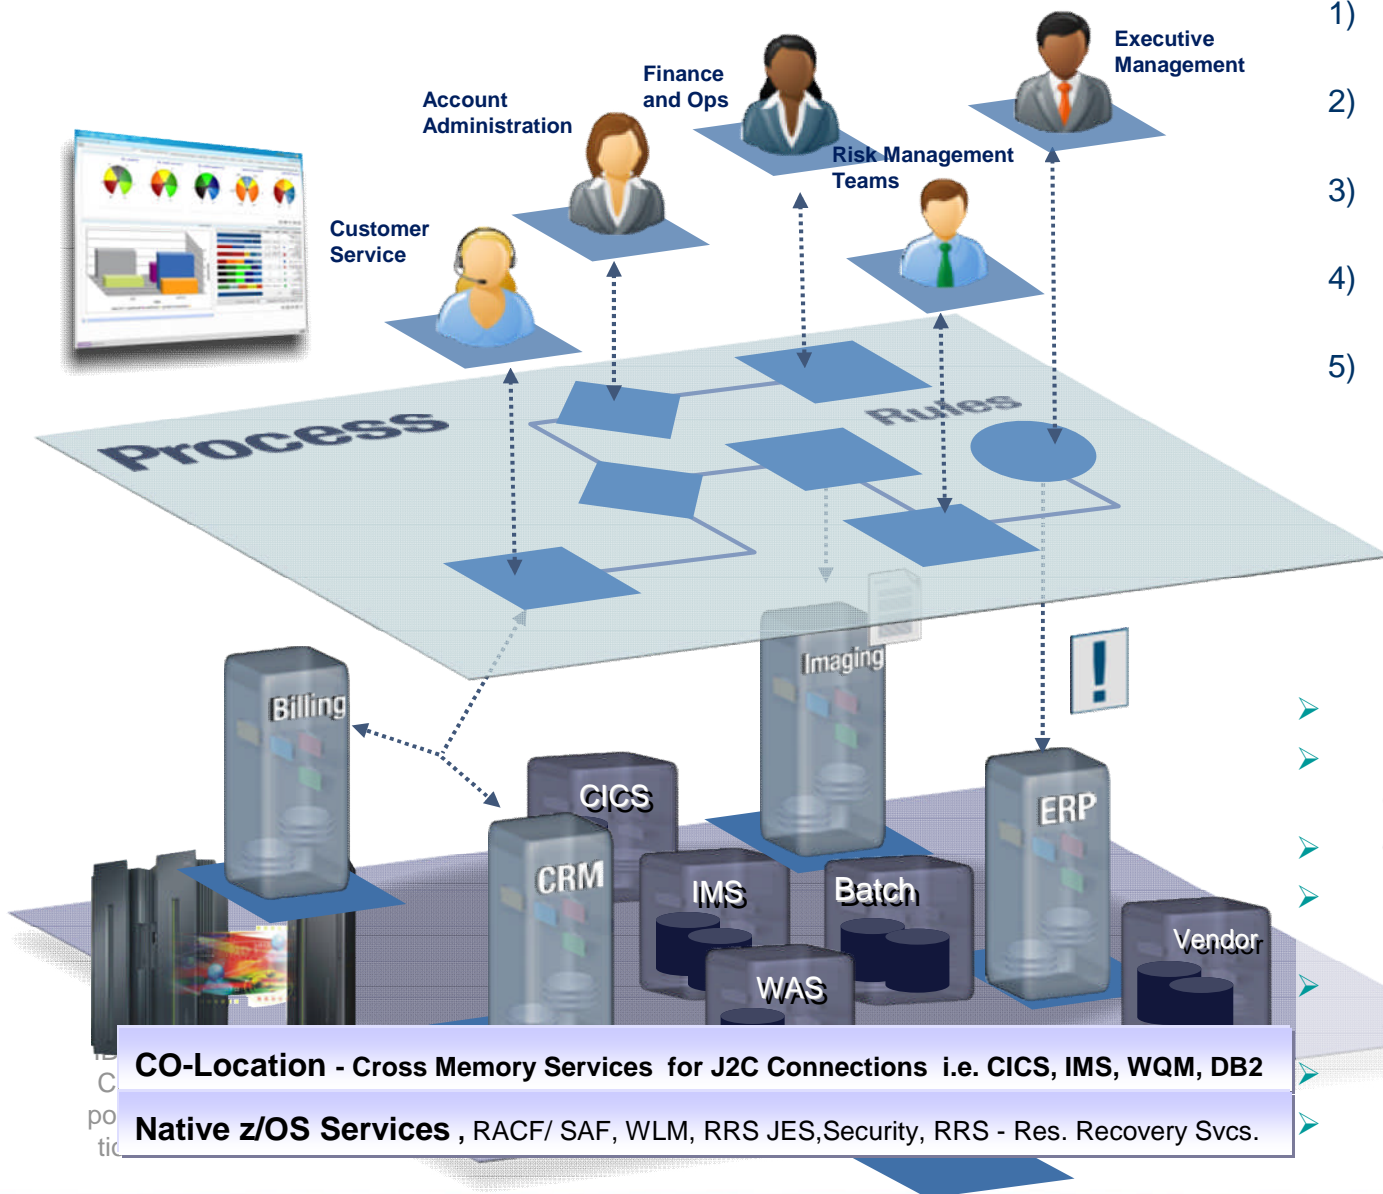 1)
Executive
Management
Finance
and Ops
2)
Account
Administration
Risk Management
Teams
3)
Customer
Service
4)
5)
Process
Rules
Imaging
!
Billing
CICS
ERP
CRM
IMS
Batch
Vendor
WAS
CO-Location - Cross Memory Services for J2C Connections i.e. CICS, IMS, WQM, DB2
C
po
Native z/OS Services , RACF/ SAF, WLM, RRS JES,Security, RRS - Res. Recovery Svcs.
tic